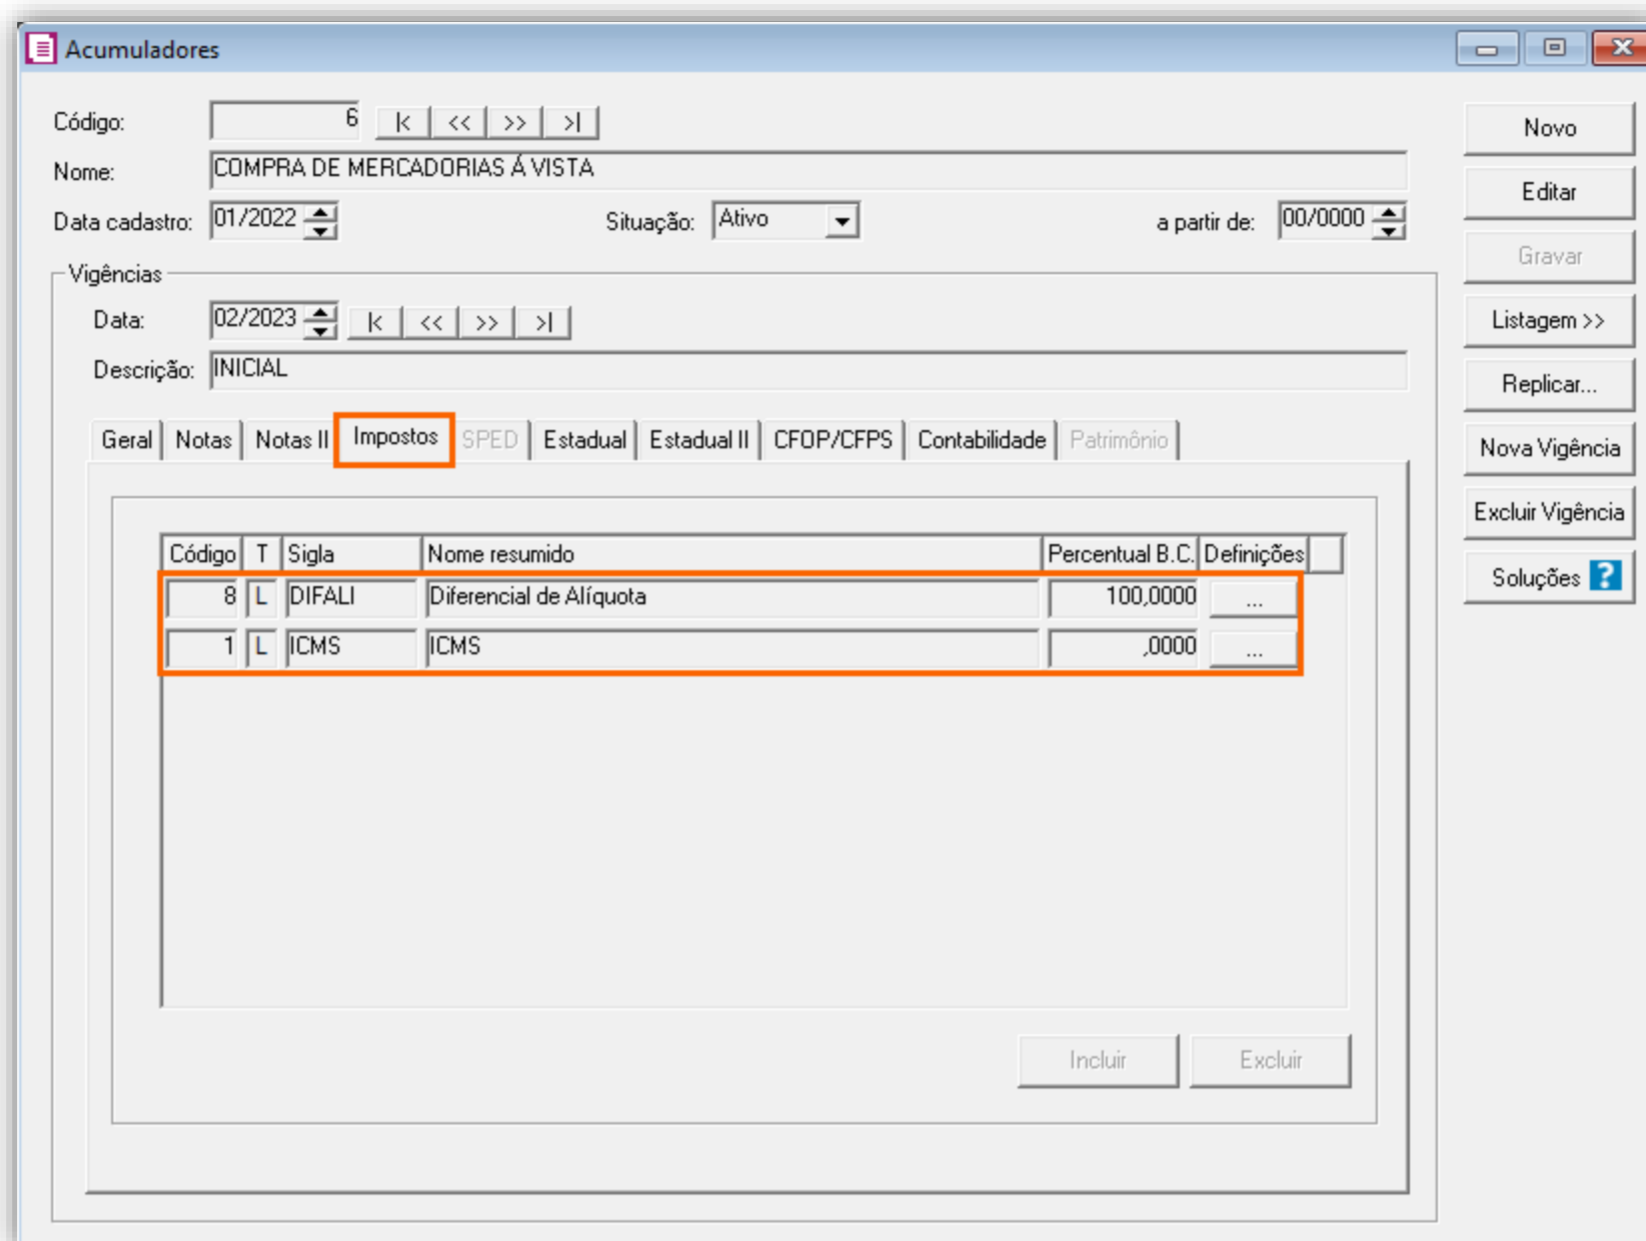 Acumuladores
Código: 6 |< << >> >|
Nome: COMPRA DE MERCADORIAS Á VISTA
Data cadastro: 01/2022 Situação: Ativo a partir de: 00/0000
Vigências
Data: 02/2023 |< << >> >|
Descrição: INICIAL
Geral Notas Notas II Impostos SPED Estadual Estadual II CFOP/CFPS Contabilidade Patrimônio
Código T Sigla Nome resumido Percentual B.C. Definições
8 L DIFALI Diferencial de Alíquota 100,0000 ...
1 L ICMS ICMS ,0000 ...
Incluir Excluir
Novo
Editar
Gravar
Listagem >>
Replicar...
Nova Vigência
Excluir Vigência
Soluções ?